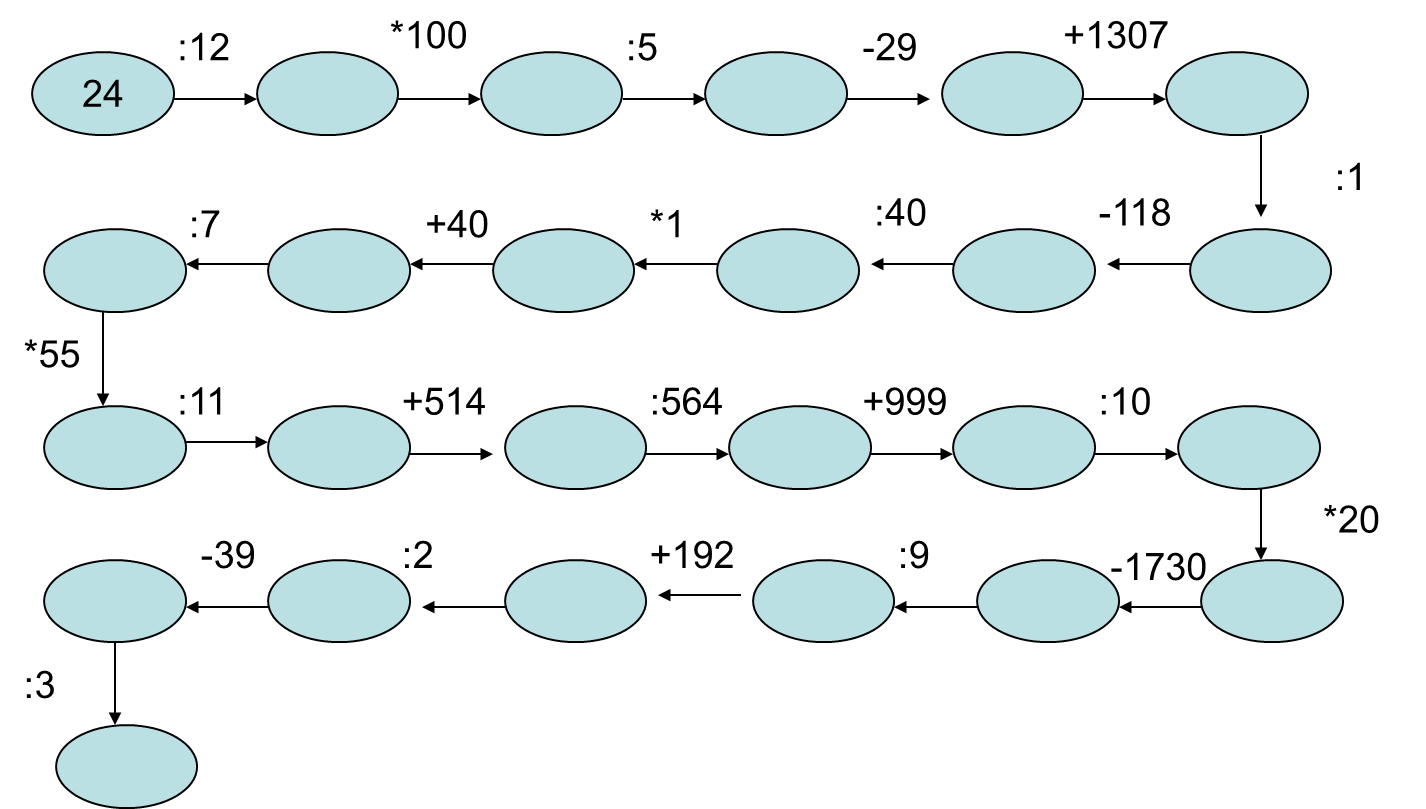 :12 *100 :5 -29 +1307
24
:1
:7 +40 *1 :40 -118
*55
:11 +514 :564 +999 :10
*20
-39 :2 +192 :9 -1730
:3